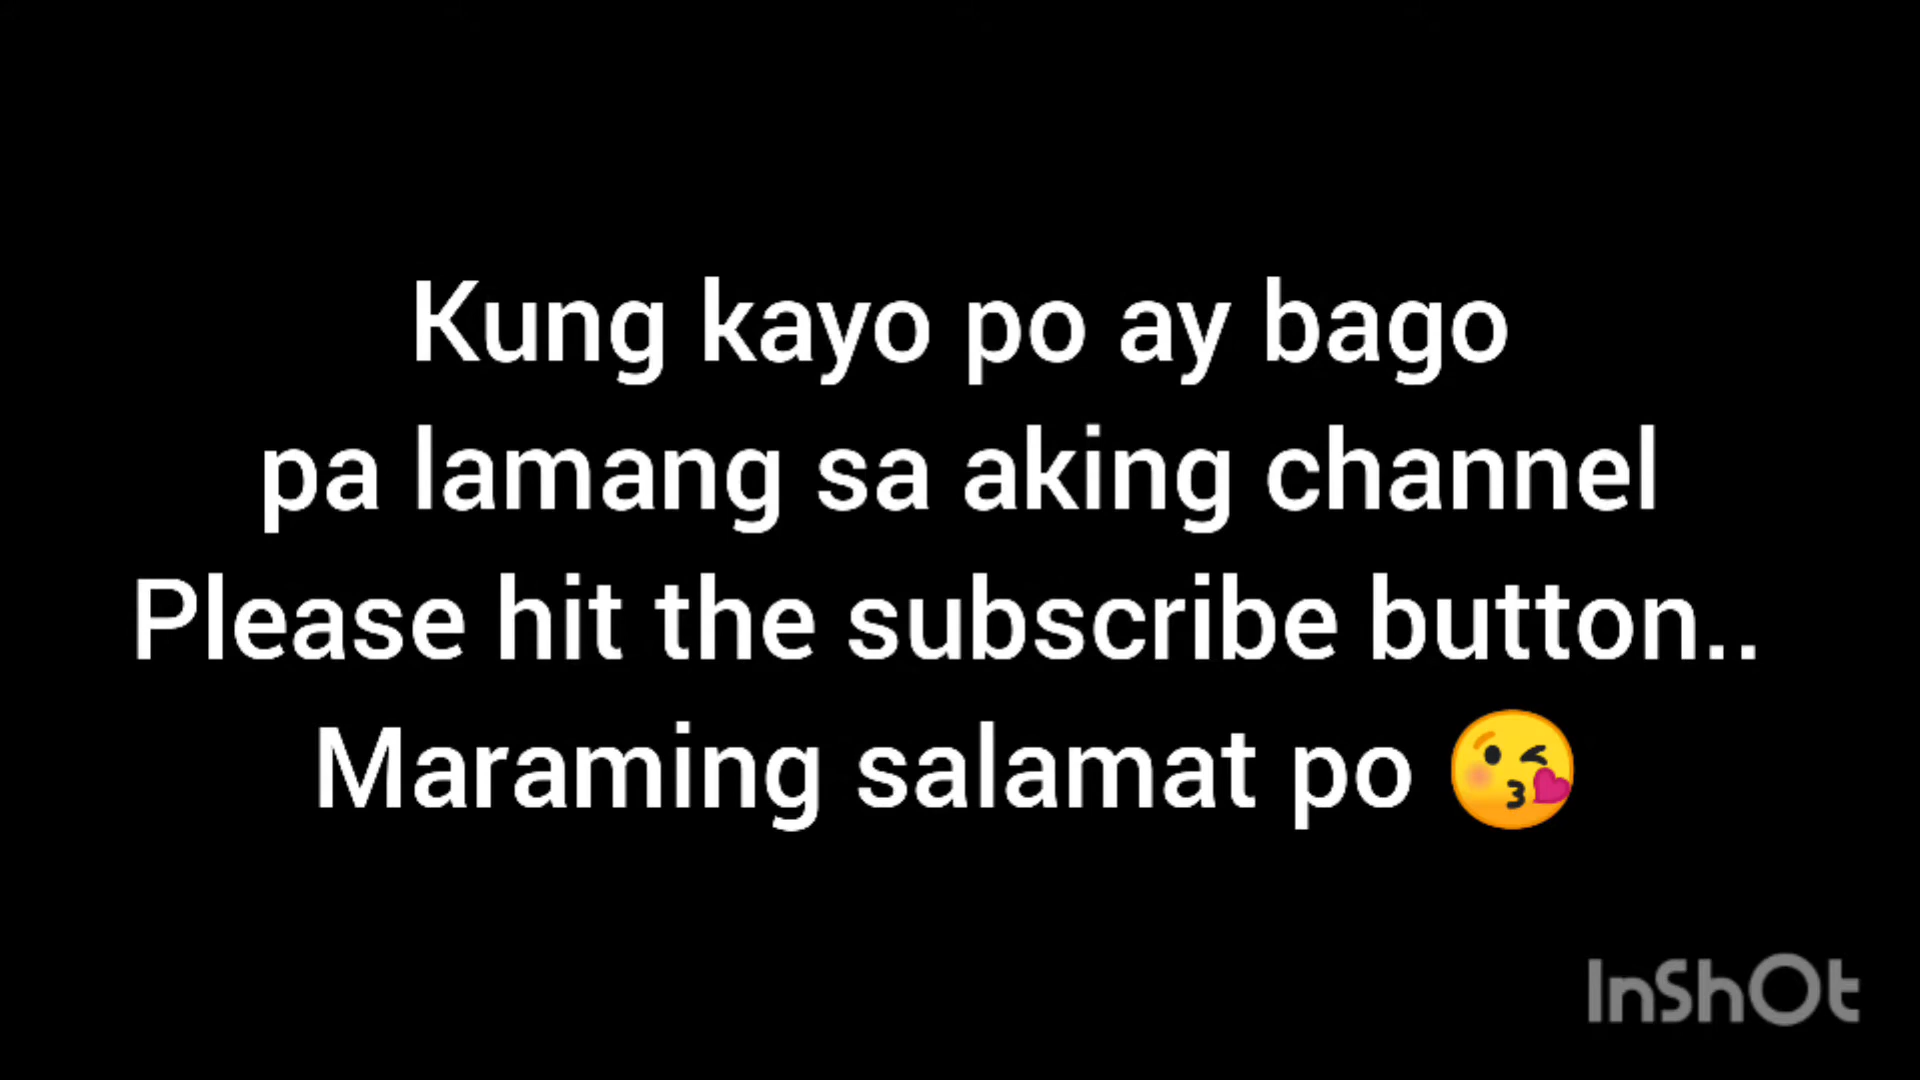 Kung kayo po ay bago
pa lamang sa aking channel
Please hit the subscribe button..
Maraming salamat po 😘
InShOt